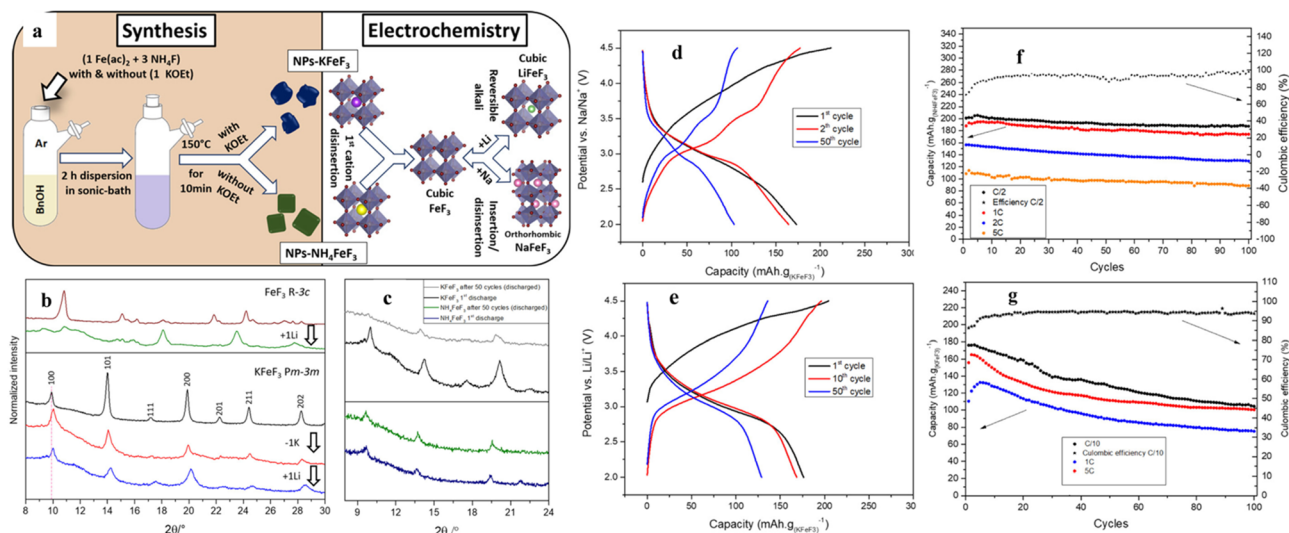 a
Synthesis
Electrochemistry
(1 Fe(ac)2 + 3 NH4F)
with & without (1 KOEt)
Ar
BnOH
2 h dispersion
in sonic-bath
150°C
for
10min
with
KOEt
without
KOEt
NPs-KFeF3
NPs-NH4FeF3
1st cation
disinsertion
Cubic
FeF3
Reversible
alkali
+Li
+Na
Insertion/
disinsertion
Cubic
LiFeF3
Orthorhombic
NaFeF3
b
Normalized intensity
FeF3 R-3c
+1Li
KFeF3 Pm-3m
100
101
111
200
201
211
202
-1K
+1Li
8 10 12 14 16 18 20 22 24 26 28 30
2θ/°
c
KFeF3 after 50 cycles (discharged)
KFeF3 1st discharge
NH4FeF3 after 50 cycles (discharged)
NH4FeF3 1st discharge
9 12 15 18 21 24
2θ /°
d
Potential vs. Na/Na+ (V)
4.5
4.0
3.5
3.0
2.5
2.0
1st cycle
2th cycle
50th cycle
0 50 100 150 200 250 300
Capacity (mAh.g(KFeF3)-1)
e
Potential vs. Li/Li+ (V)
4.5
4.0
3.5
3.0
2.5
2.0
1st cycle
10th cycle
50th cycle
0 50 100 150 200 250 300
Capacity (mAh.g(KFeF3)-1)
f
340
320
300
280
260
240
220
200
180
160
140
120
100
80
60
40
20
0
C/2
Efficiency C/2
1C
2C
5C
0 10 20 30 40 50 60 70 80 90 100
Cycles
140
120
100
80
60
40
20
0
-20
-40
-60
-80
-100
Culombic efficiency (%)
g
Capacity (mAh.g(KFeF3)-1
240
220
200
180
160
140
120
100
80
60
40
20
0
C/10
Culombic efficiency C/10
1C
5C
0 20 40 60 80 100
Cycles
110
100
90
80
70
60
50
40
30
20
10
0
Culombic efficiency (%)